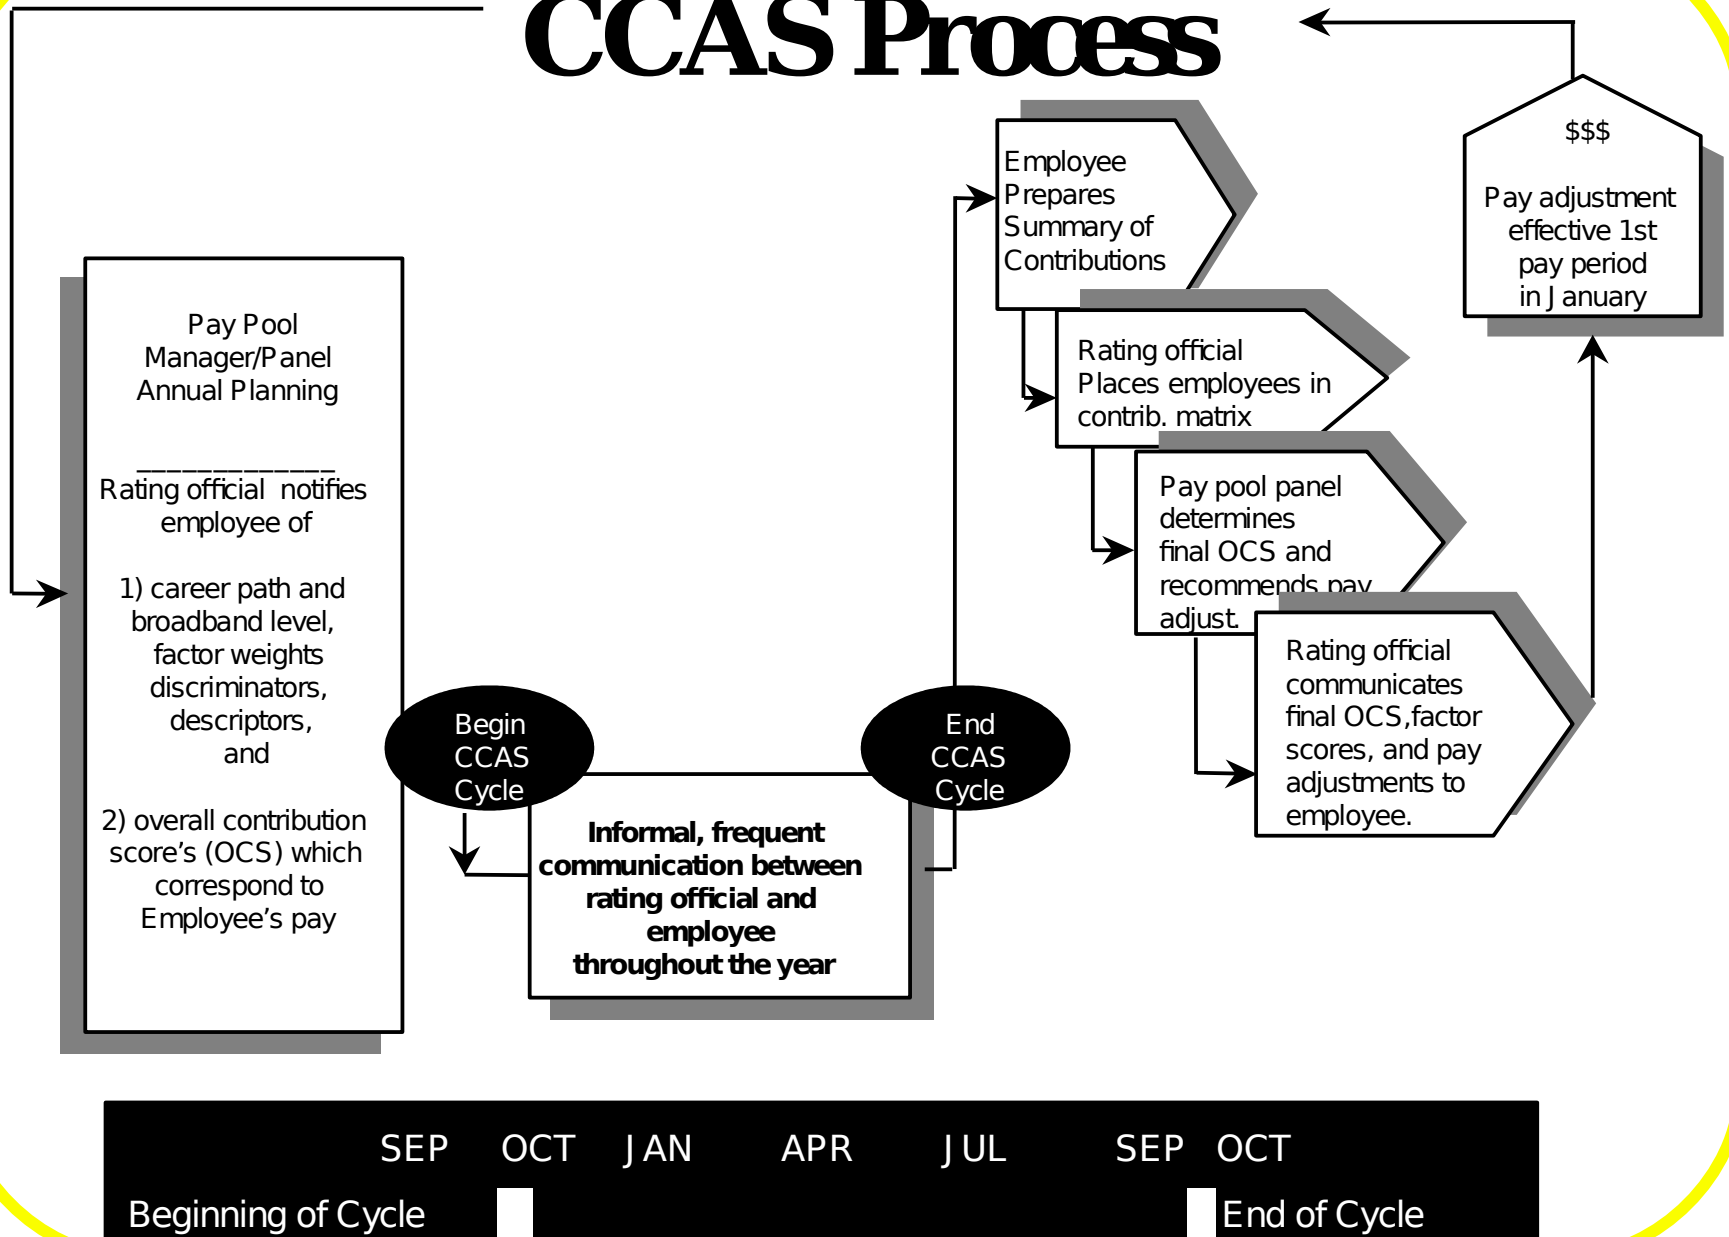 CCAS Process
Pay Pool
Manager/Panel
Annual Planning
_____________
Rating official notifies
employee of
1) career path and
broadband level,
factor weights
discriminators,
descriptors,
and
2) overall contribution
score’s (OCS) which
correspond to
Employee’s pay
Begin
CCAS
Cycle
Informal, frequent
communication between
rating official and
employee
throughout the year
End
CCAS
Cycle
Employee
Prepares
Summary of
Contributions
Rating official
Places employees in
contrib. matrix
Pay pool panel
determines
final OCS and
recommends pay
adjust.
Rating official
communicates
final OCS,factor
scores, and pay
adjustments to
employee.
$$$
Pay adjustment
effective 1st
pay period
in January
SEP OCT JAN APR JUL SEP OCT
Beginning of Cycle End of Cycle